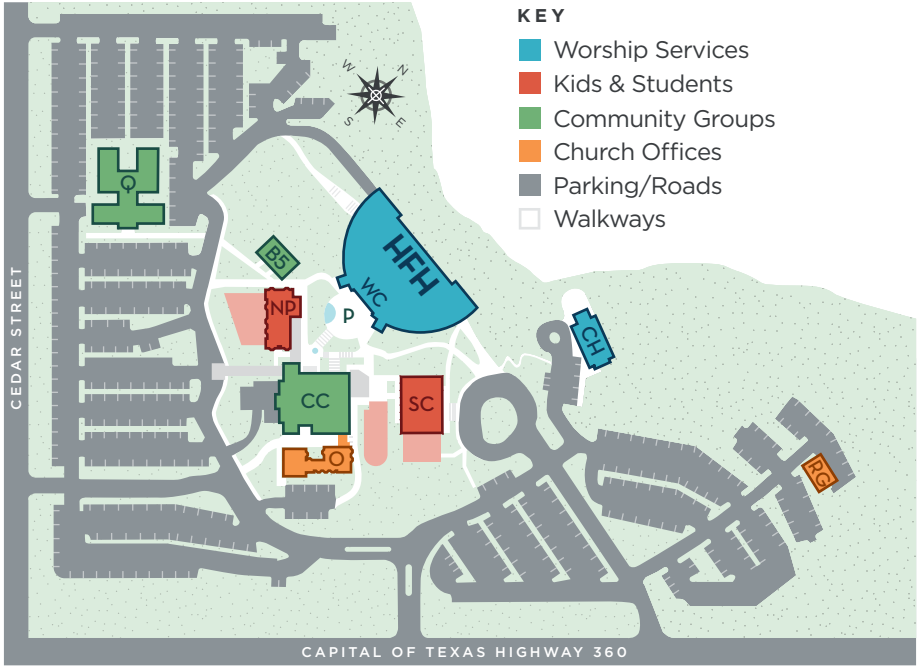 KEY
Worship Services
Kids & Students
Community Groups
Church Offices
Parking/Roads
Walkways
W
N
S
E
Q
B5
HFH
WC
NP
P
CH
CC
SC
O
RG
CEDAR STREET
CAPITAL OF TEXAS HIGHWAY 360